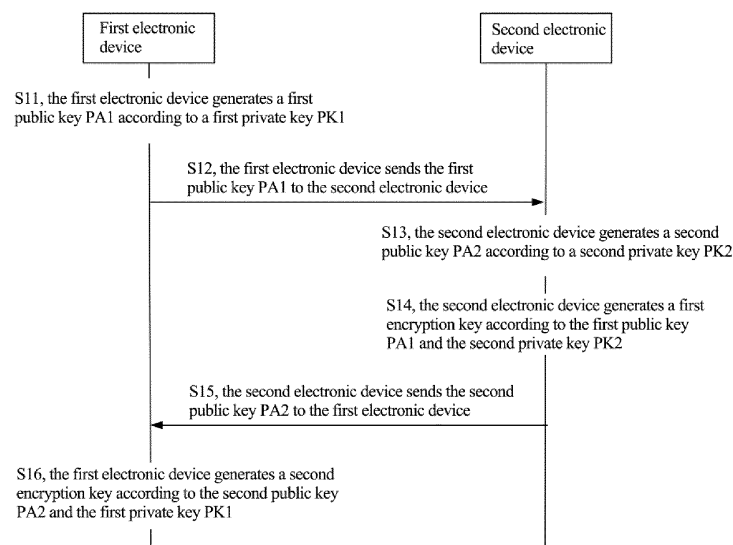 First electronic
device
Second electronic
device
S11, the first electronic device generates a first
public key PA1 according to a first private key PK1
S12, the first electronic device sends the first
public key PA1 to the second electronic device
S13, the second electronic device generates a second
public key PA2 according to a second private key PK2
S14, the second electronic device generates a first
encryption key according to the first public key
PA1 and the second private key PK2
S15, the second electronic device sends the second
public key PA2 to the first electronic device
S16, the first electronic device generates a second
encryption key according to the second public key
PA2 and the first private key PK1